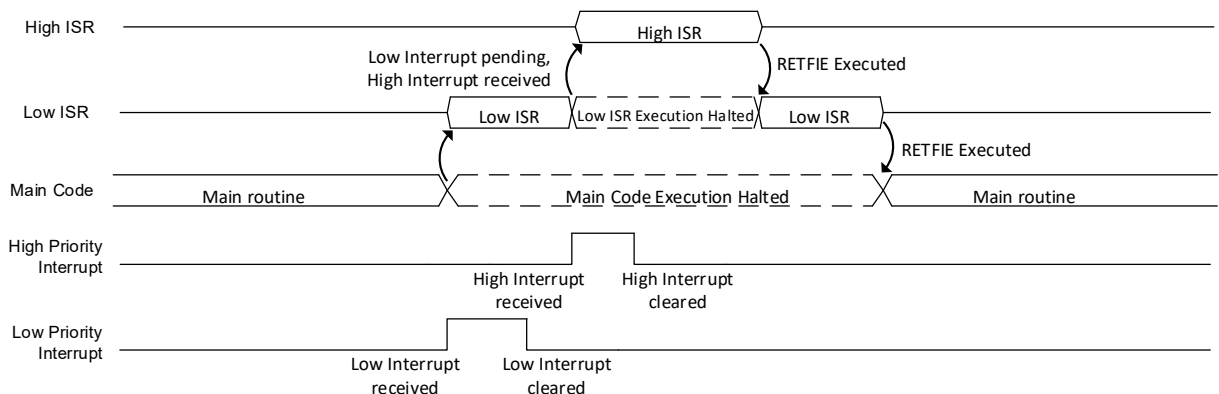 High ISR
High ISR
Low Interrupt pending,
High Interrupt received
RETFIE Executed
Low ISR
Low ISR
Low ISR Execution Halted
Low ISR
RETFIE Executed
Main Code
Main routine
Main Code Execution Halted
Main routine
High Priority
Interrupt
High Interrupt
received
High Interrupt
cleared
Low Priority
Interrupt
Low Interrupt
received
Low Interrupt
cleared